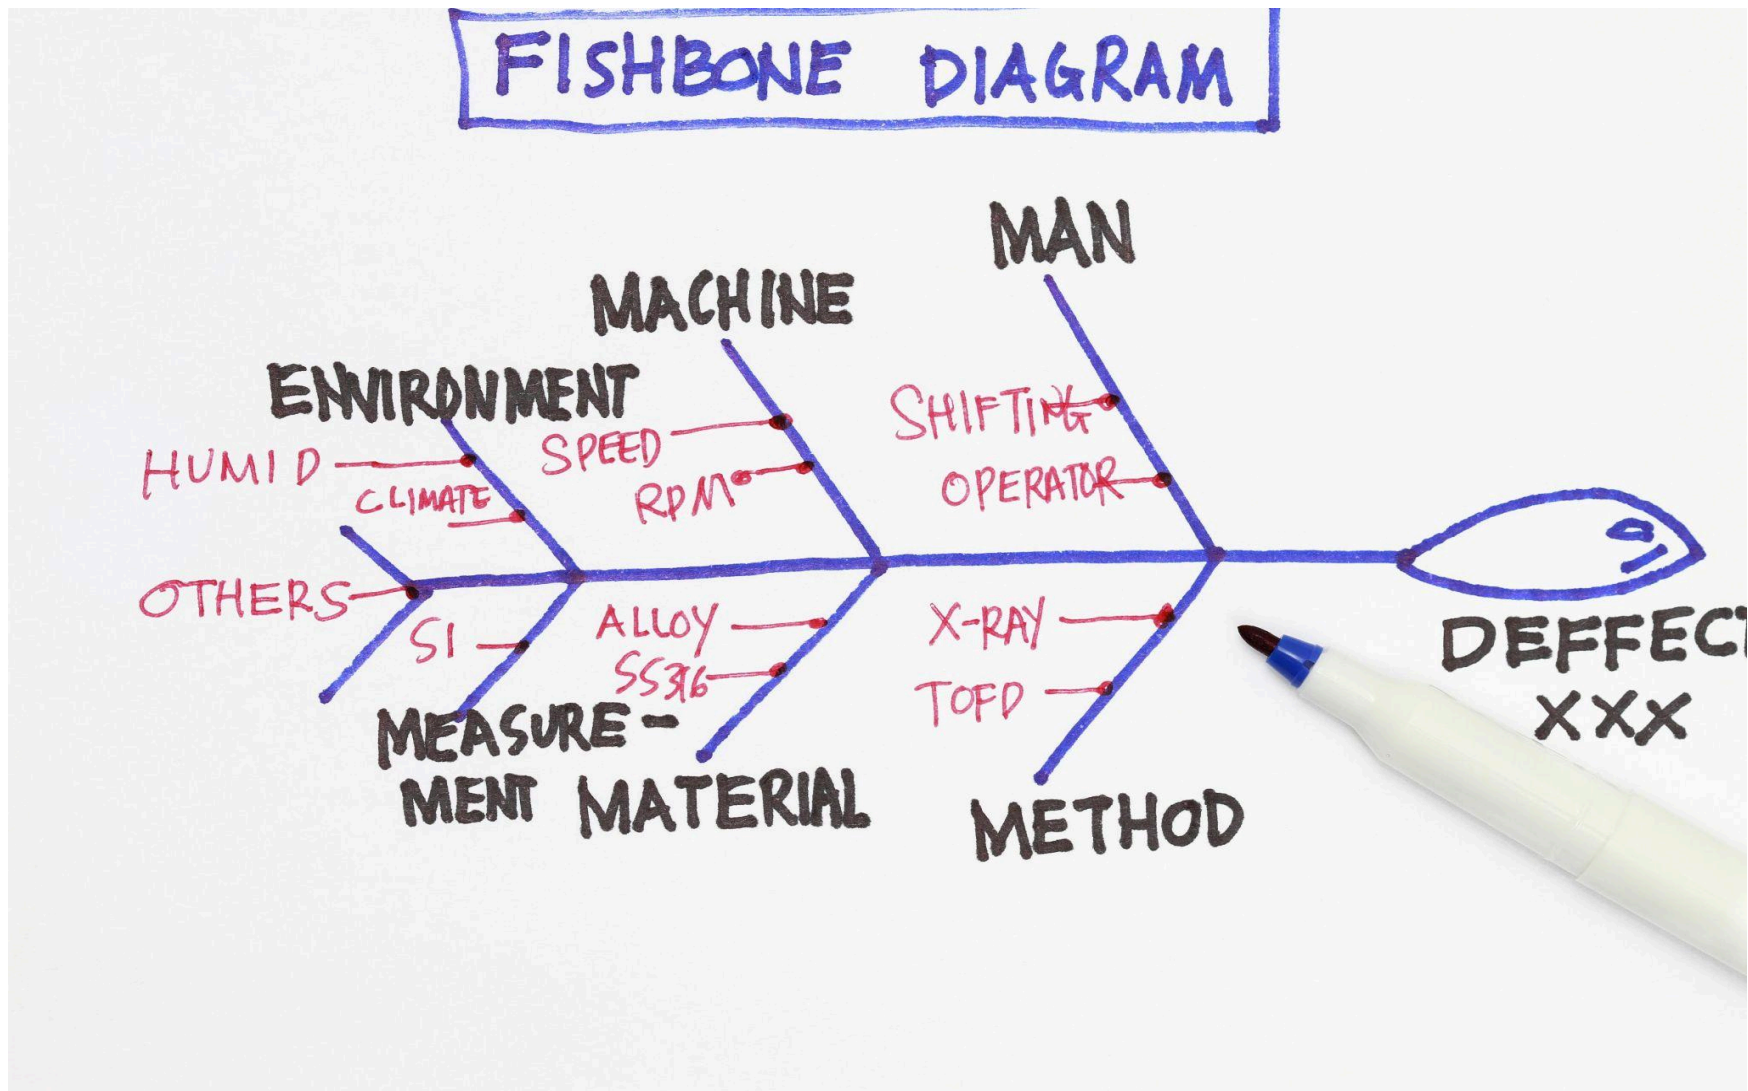 FISHBONE DIAGRAM
MAN
MACHINE
ENVIRONMENT
SHIFTING
SPEED
HUMID
OPERATOR
RPM
CLIMATE
OTHERS
ALLOY
X-RAY
SI
SS316
TOFD
DEFFECT
XXX
MEASURE-
MENT
MATERIAL
METHOD